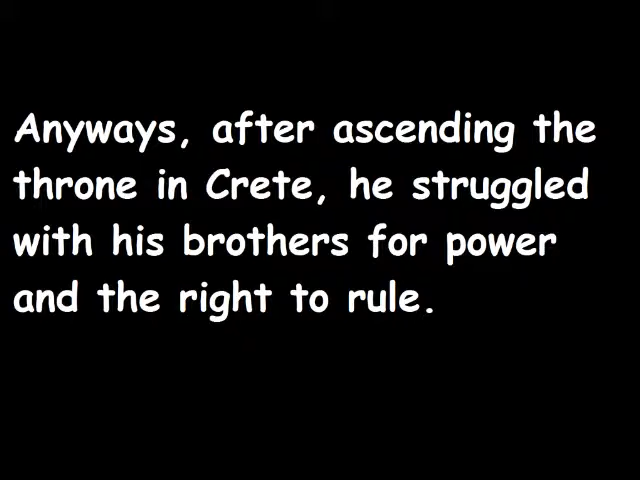 Anyways, after ascending the
throne in Crete, he struggled
with his brothers for power
and the right to rule.